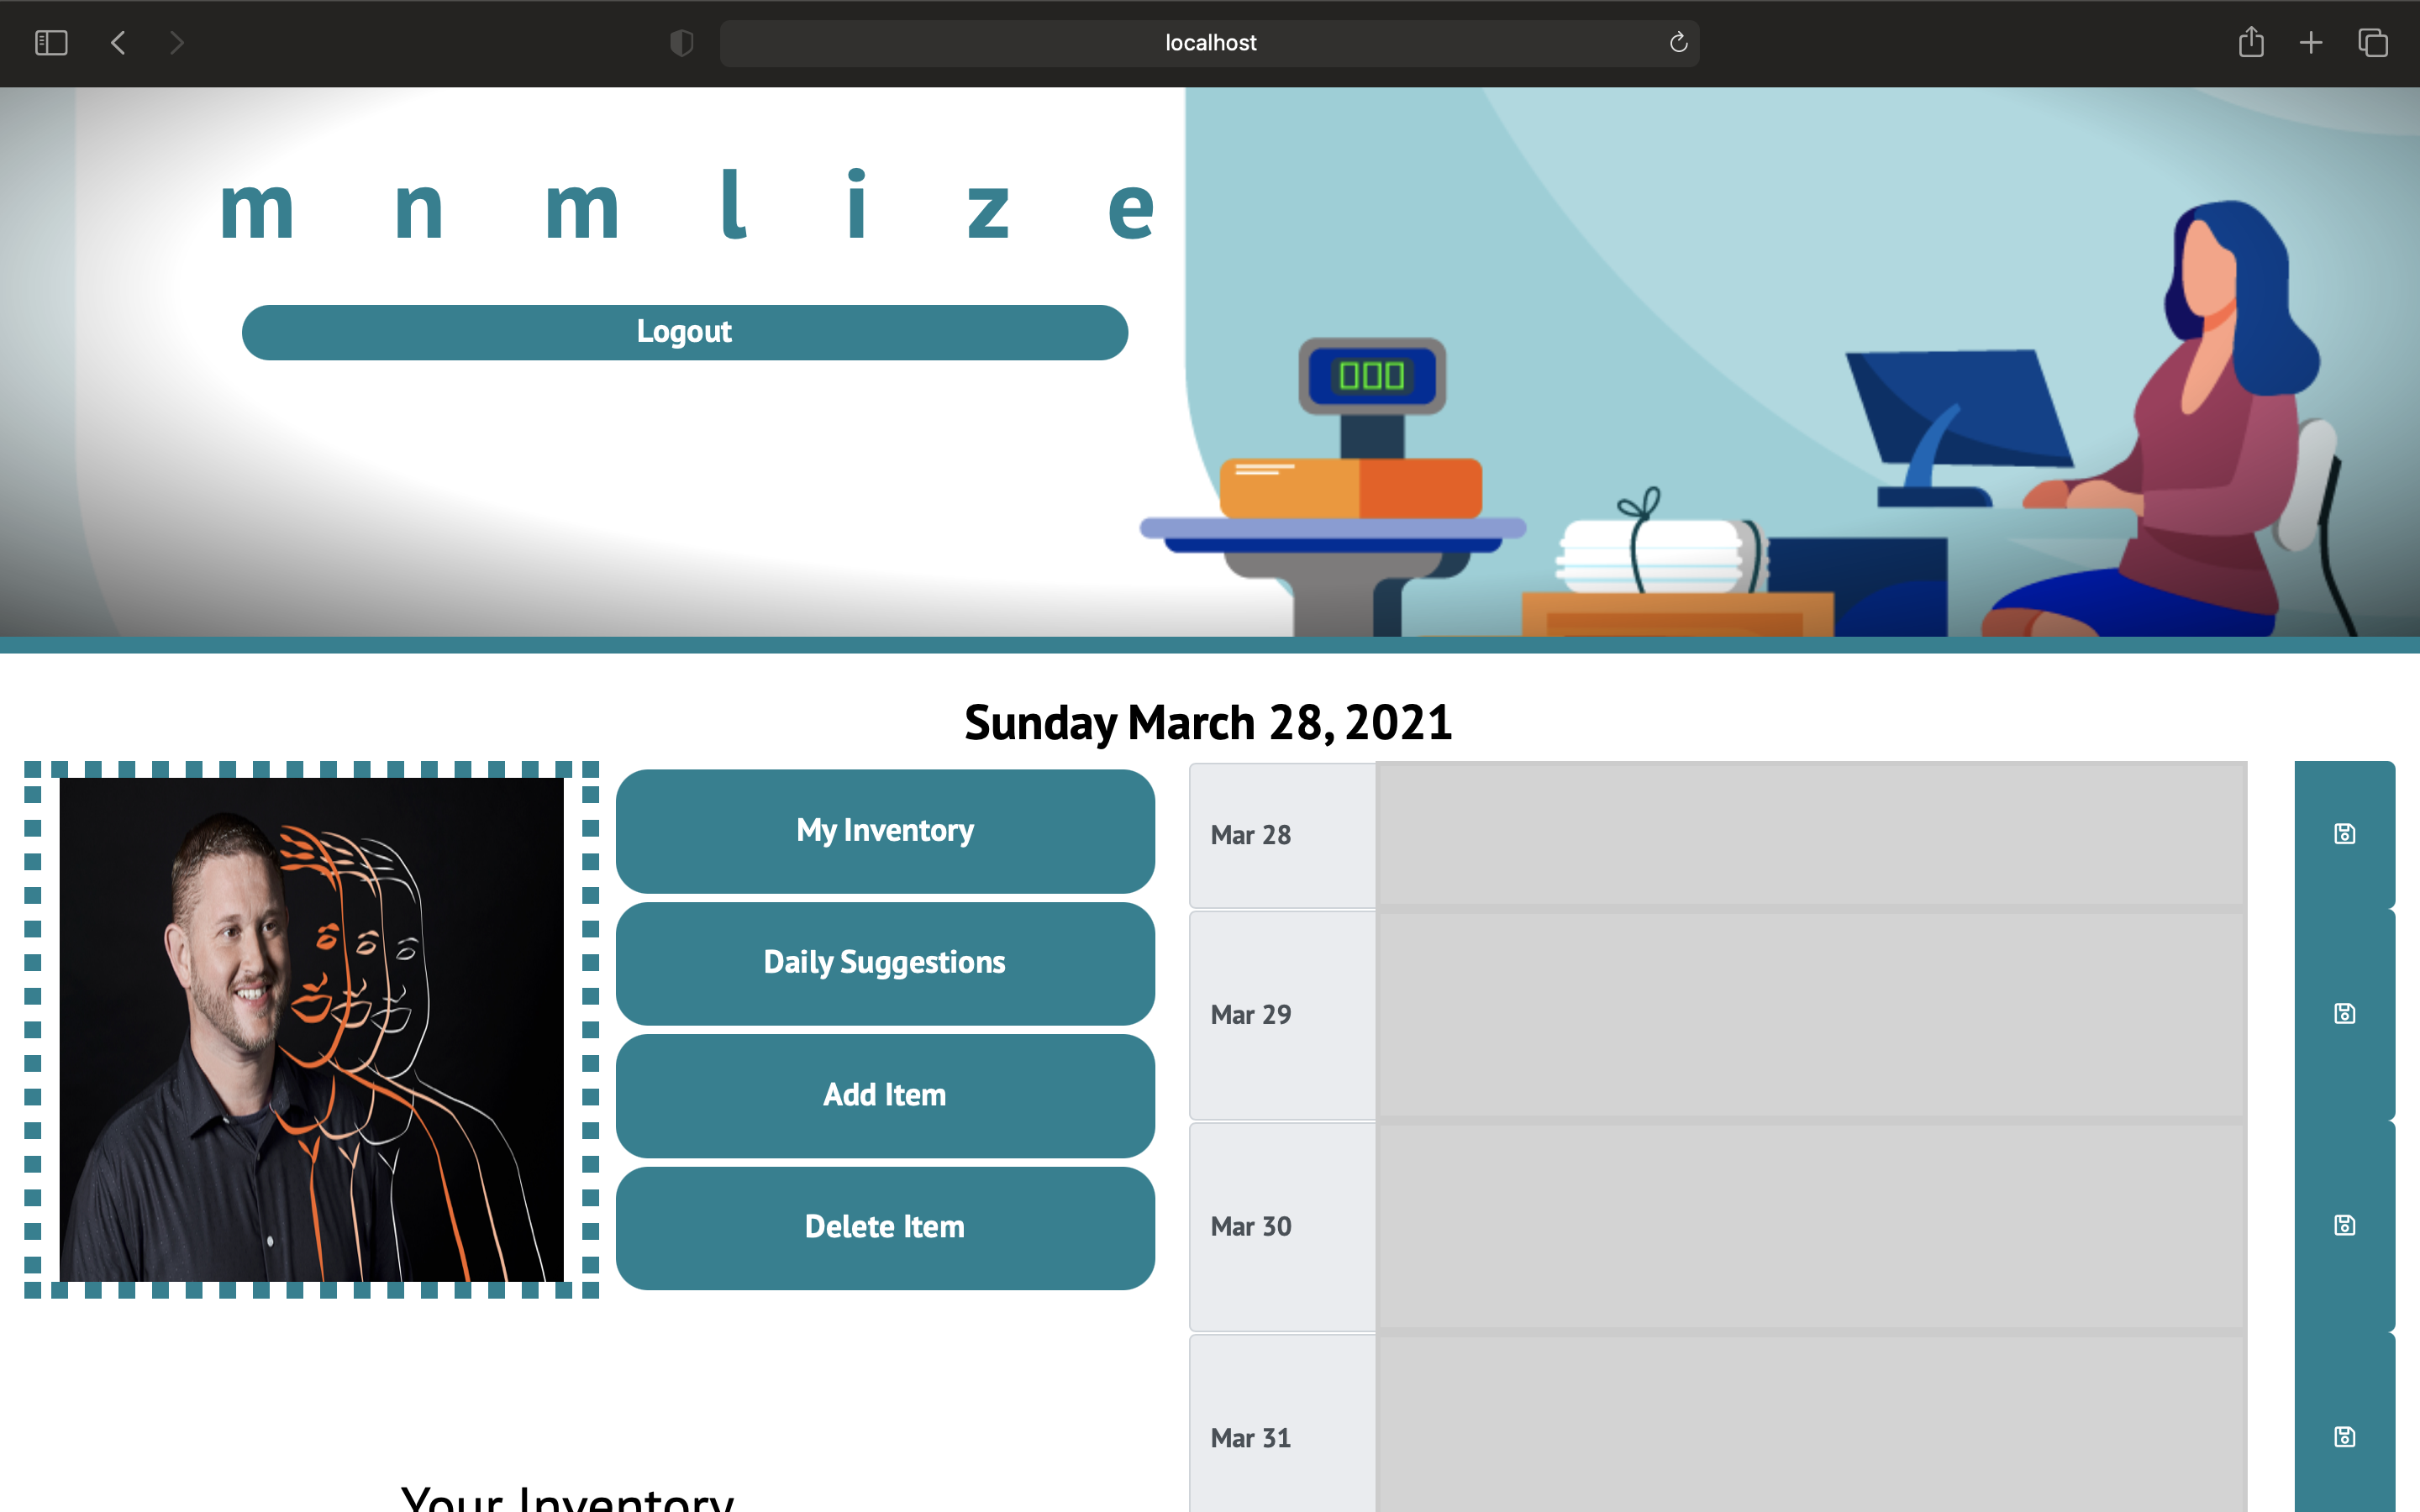 localhost
m n m l i z e
Logout
000
Sunday March 28, 2021
My Inventory
Daily Suggestions
Add Item
Delete Item
Mar 28
Mar 29
Mar 30
Mar 31
Your Inventory